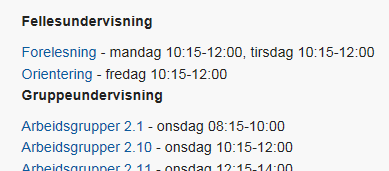 Fellesundervisning
Forelesning - mandag 10:15-12:00, tirsdag 10:15-12:00
Orientering - fredag 10:15-12:00
Gruppeundervisning
Arbeidsgrupper 2.1 - onsdag 08:15-10:00
Arbeidsgrupper 2.10 - onsdag 10:15-12:00
Arbeidsgrupper 2.11 - onsdag 12:15-14:00